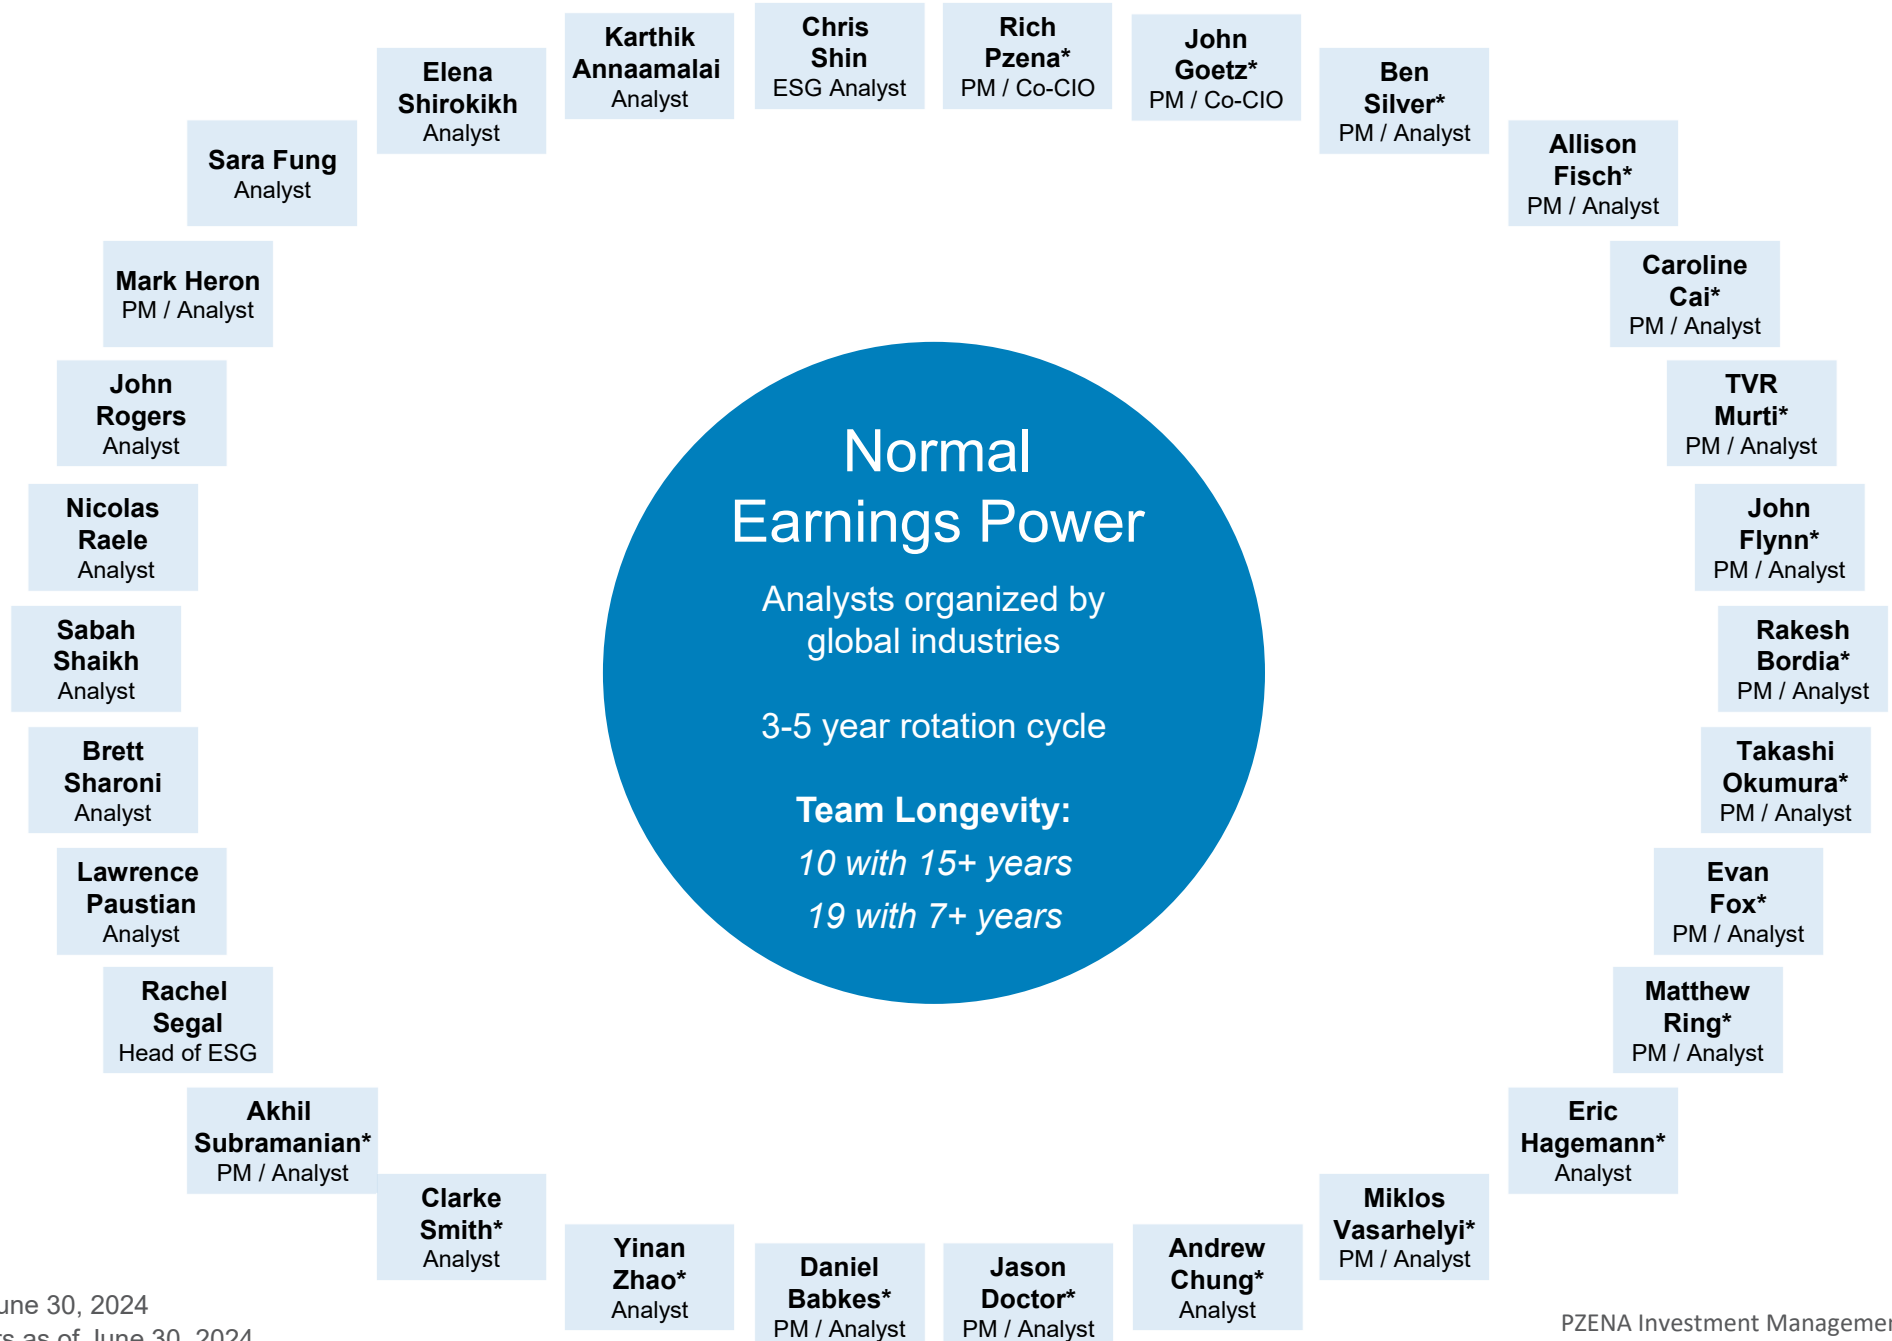 Chris
Shin
ESG Analyst
Rich
Pzena*
PM / Co-CIO
John
Goetz*
PM / Co-CIO
Ben
Silver*
PM / Analyst
Allison
Fisch*
PM / Analyst
Caroline
Cai*
PM / Analyst
TVR
Murti*
PM / Analyst
John
Flynn*
PM / Analyst
Rakesh
Bordia*
PM / Analyst
Takashi
Okumura*
PM / Analyst
Evan
Fox*
PM / Analyst
Matthew
Ring*
PM / Analyst
Eric
Hagemann*
Analyst
Miklos
Vasarhelyi*
PM / Analyst
Andrew
Chung*
Analyst
Jason
Doctor*
PM / Analyst
Daniel
Babkes*
PM / Analyst
Yinan
Zhao*
Analyst
Clarke
Smith*
Analyst
Akhil
Subramanian*
PM / Analyst
Rachel
Segal
Head of ESG
Lawrence
Paustian
Analyst
Brett
Sharoni
Analyst
Sabah
Shaikh
Analyst
Nicolas
Raele
Analyst
John
Rogers
Analyst
Mark Heron
PM / Analyst
Sara Fung
Analyst
Elena
Shirokikh
Analyst
Karthik
Annaamalai
Analyst
Normal
Earnings Power
Analysts organized by
global industries
3-5 year rotation cycle
Team Longevity:
10 with 15+ years
19 with 7+ years
30, 2024
as of June 30, 2024
PZENA Investment